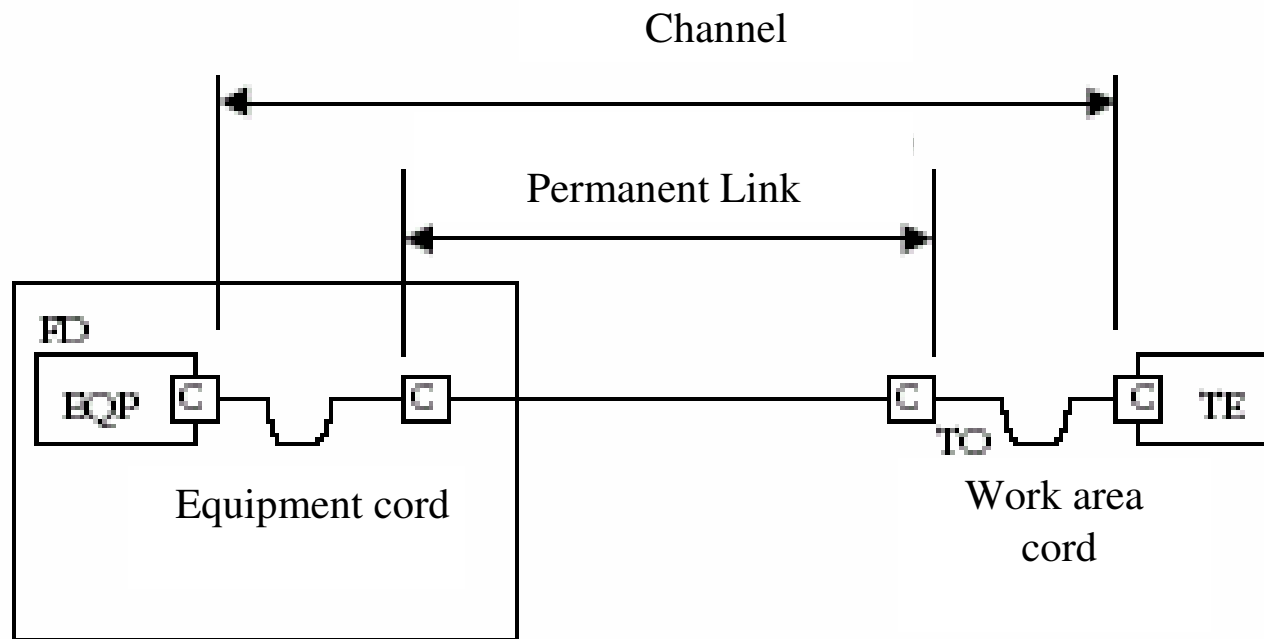 Channel
Permanent Link
FD
EQP
C
C
C
C
TE
TO
Equipment cord
Work area
cord